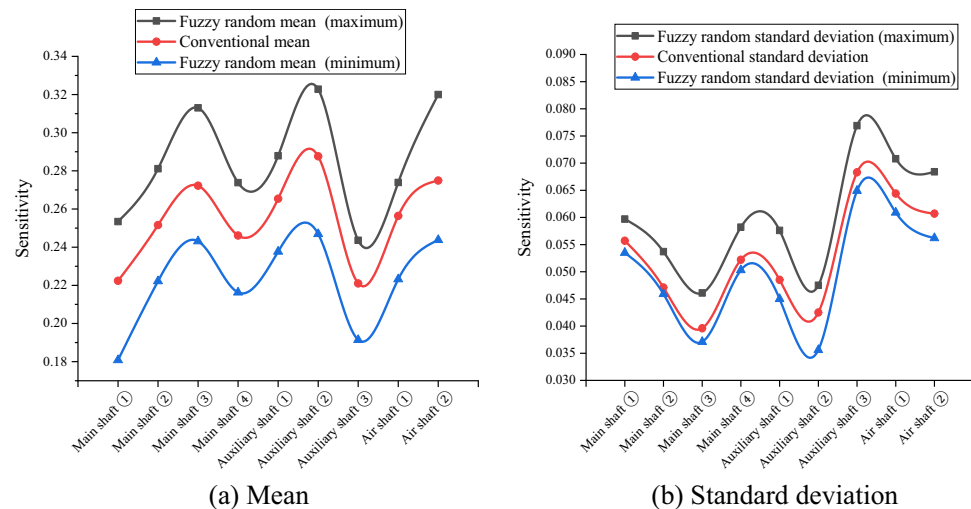 Fuzzy random mean (maximum)
Conventional mean
Fuzzy random mean (minimum)
0.34
0.32
0.30
0.28
0.26
0.24
0.22
0.20
0.18
Sensitivity
Main shaft ①
Main shaft ②
Main shaft ③
Main shaft ④
Auxiliary shaft ①
Auxiliary shaft ②
Auxiliary shaft ③
Air shaft ①
Air shaft ②
(a) Mean
Fuzzy random standard deviation (maximum)
Conventional standard deviation
Fuzzy random standard deviation (minimum)
0.090
0.085
0.080
0.075
0.070
0.065
0.060
0.055
0.050
0.045
0.040
0.035
0.030
Sensitivity
Main shaft ①
Main shaft ②
Main shaft ③
Main shaft ④
Auxiliary shaft ①
Auxiliary shaft ②
Auxiliary shaft ③
Air shaft ①
Air shaft ②
(b) Standard deviation